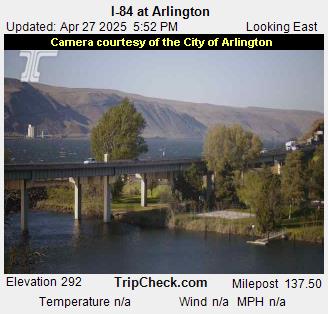 I-84 at Arlington
Updated: Apr 27 2025 5:52 PM Looking East
Camera courtesy of the City of Arlington
Elevation 292 TripCheck.com Milepost 137.50
Temperature n/a Wind n/a MPH n/a